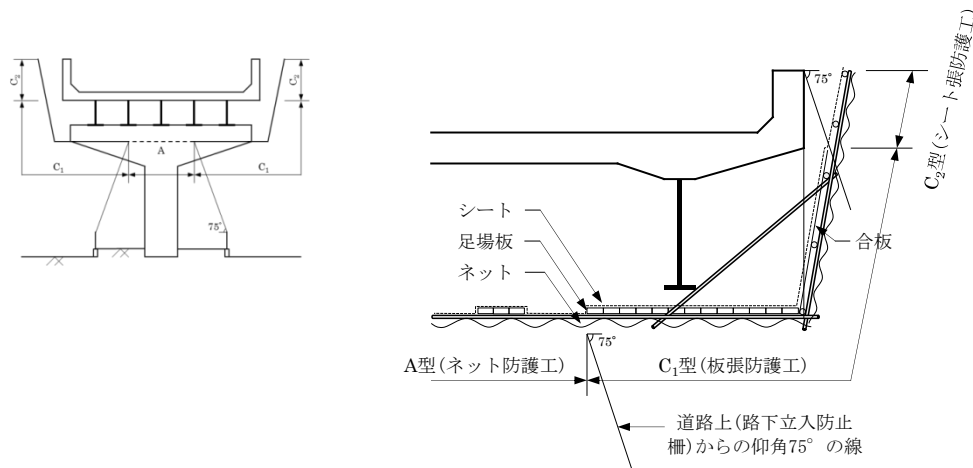 C₂
C₂
A
C₁
C₁
75°
75°
C₂型(シート張防護工)
シート
足場板
ネット
合板
75°
A型(ネット防護工)
C₁型(板張防護工)
道路上(路下立入防止
柵)からの仰角75°の線